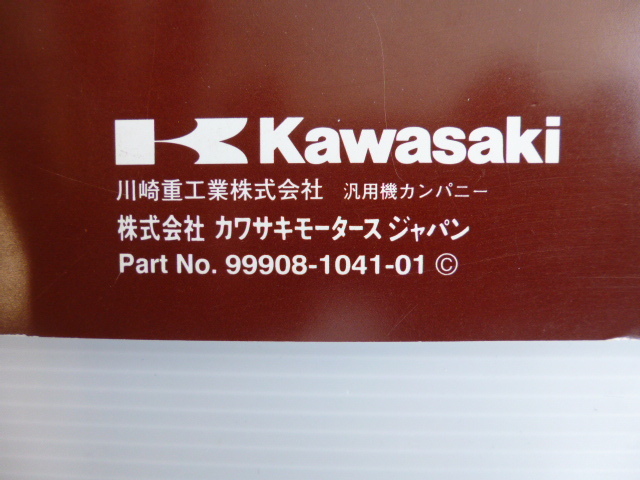 Kawasaki
川崎重工業株式会社 汎用機カンパニー
株式会社 カワサキモータースジャパン
Part No. 99908-1041-01 ©